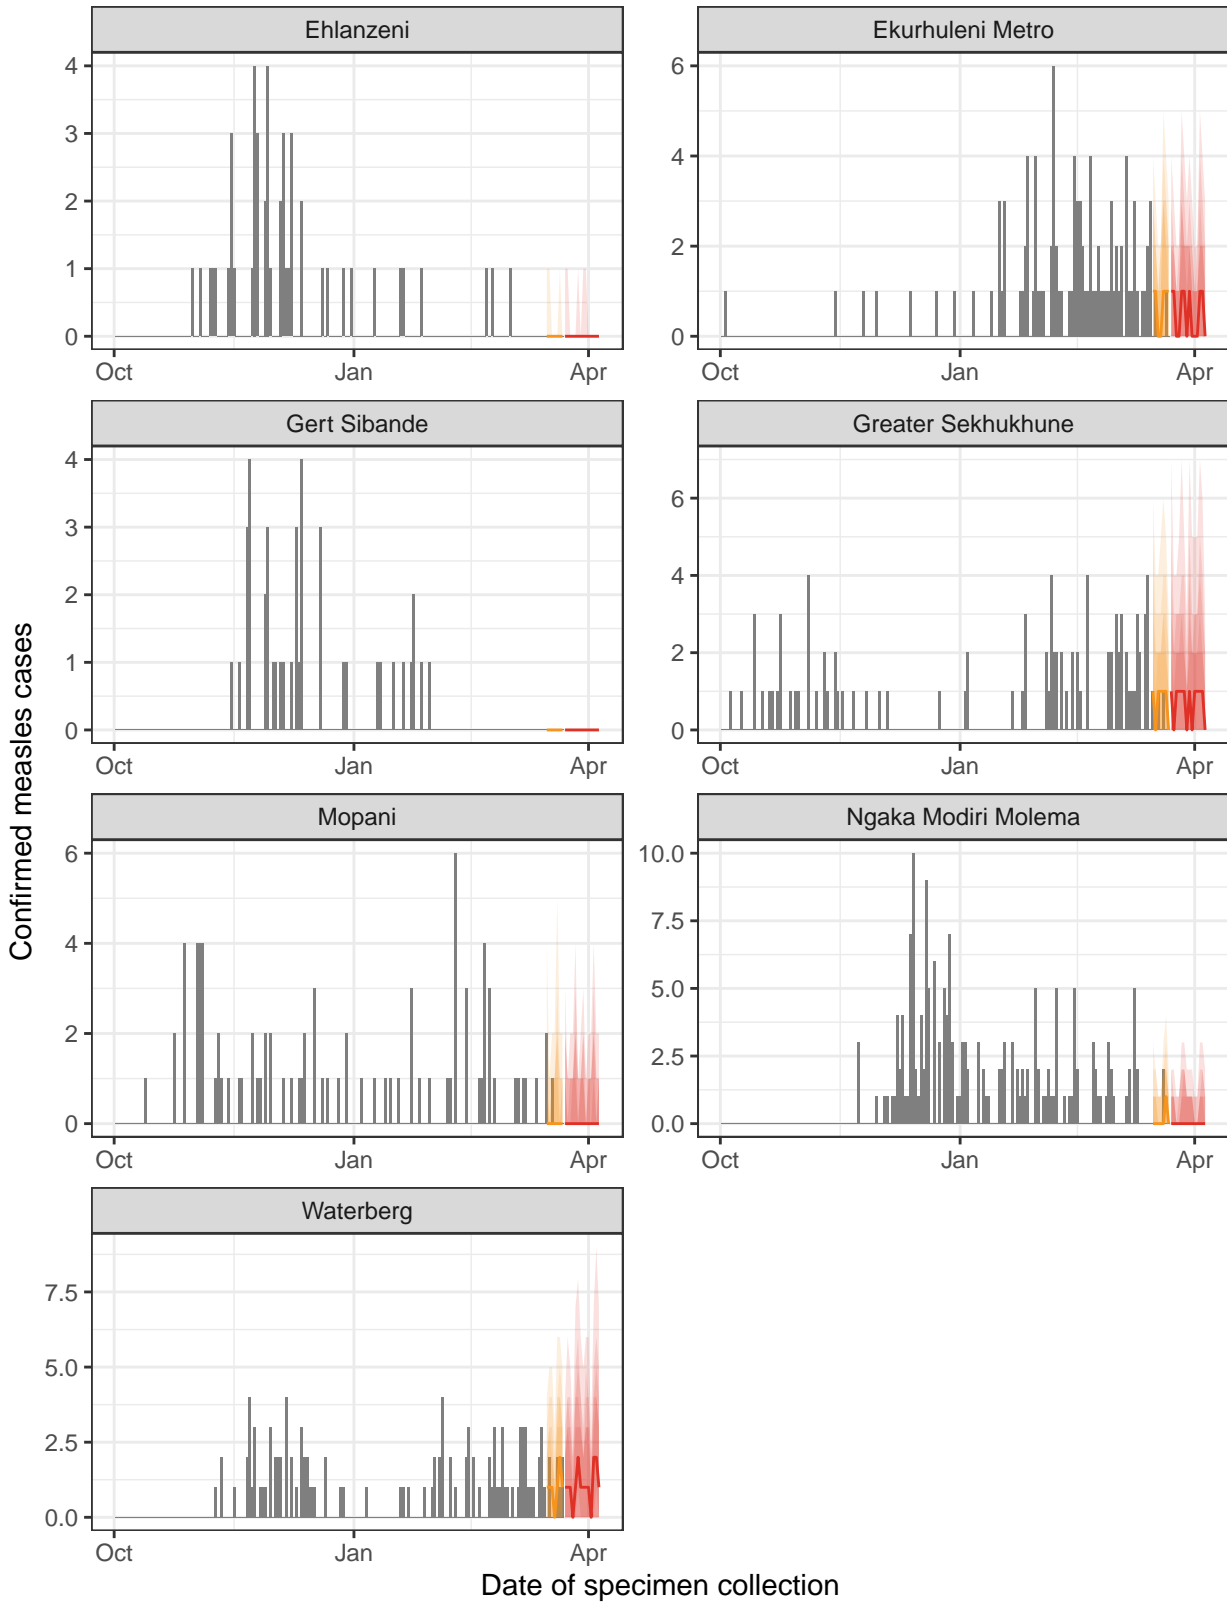 Ehlanzeni
Ekurhuleni Metro
4
3
2
1
0
Oct
Jan
Apr
6
4
2
0
Oct
Jan
Apr
Gert Sibande
Greater Sekhukhune
4
3
2
1
0
Oct
Jan
Apr
6
4
2
0
Oct
Jan
Apr
Confirmed measles cases
Mopani
Ngaka Modiri Molema
6
4
2
0
Oct
Jan
Apr
10.0
7.5
5.0
2.5
0.0
Oct
Jan
Apr
Waterberg
7.5
5.0
2.5
0.0
Oct
Jan
Apr
Date of specimen collection